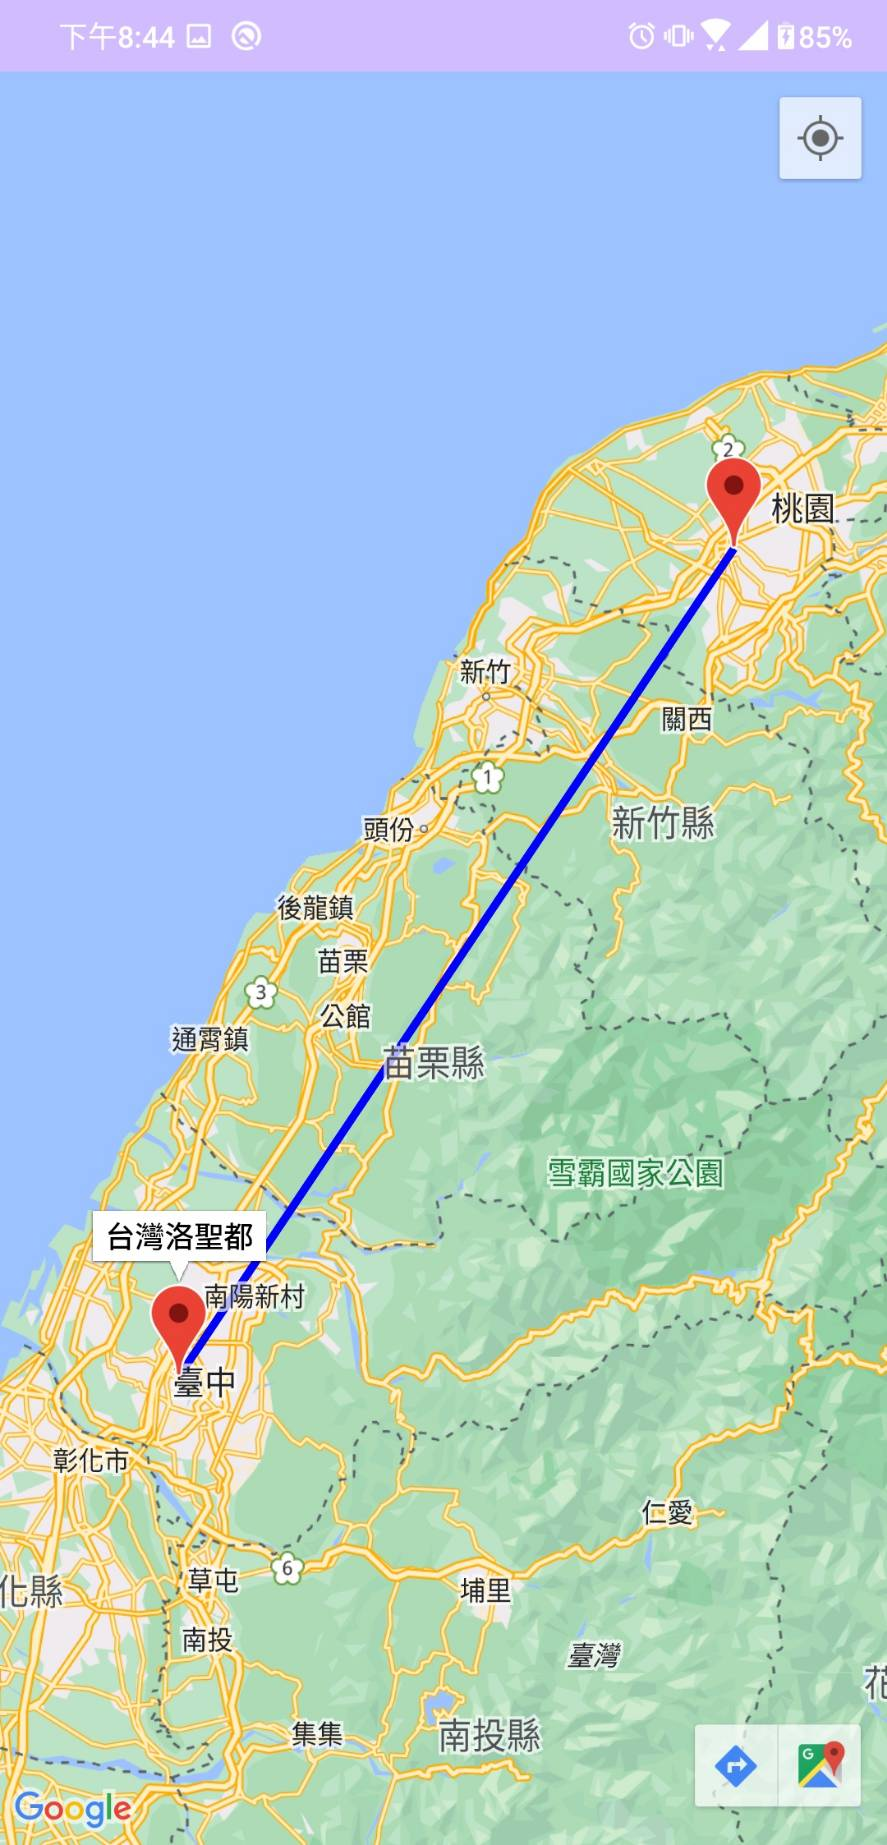 下午8:44
85%
2
桃園
新竹
關西
1
新竹縣
頭份
後龍鎮
苗栗
3
公館
通霄鎮
苗栗縣
雪霸國家公園
台灣洛聖都
南陽新村
臺中
彰化市
仁愛
6
化縣
草屯
埔里
南投
臺灣
花
集集
南投縣
G
Google